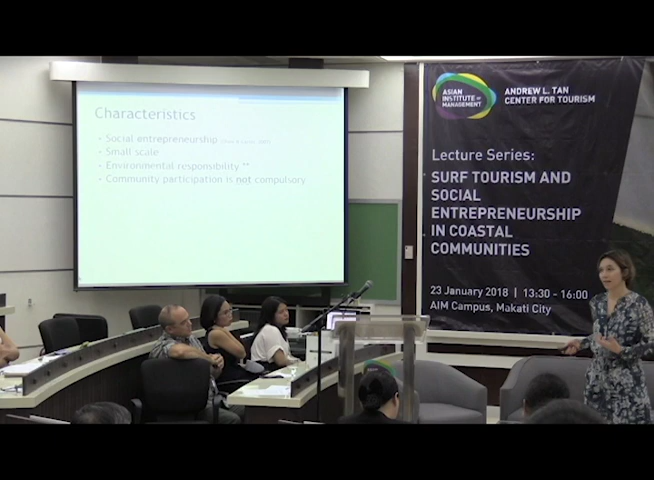 Characteristics
• Social entrepreneurship
• Small scale
• Environmental responsibility **
• Community participation is not compulsory
ASIAN
INSTITUTE OF
MANAGEMENT
ANDREW L. TAN
CENTER FOR TOURISM
Lecture Series:
SURF TOURISM AND
SOCIAL
ENTREPRENEURSHIP
IN COASTAL
COMMUNITIES
23 January 2018 | 13:30 - 16:00
AIM Campus, Makati City